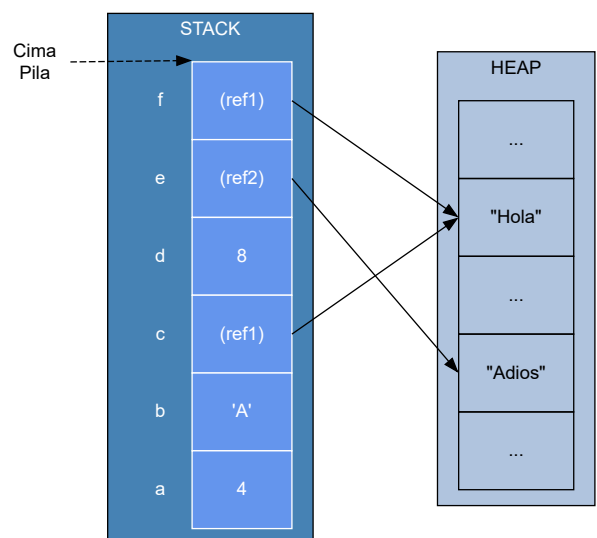 STACK
Cima
Pila
f
(ref1)
e
(ref2)
d
8
c
(ref1)
b
'A'
a
4
HEAP
...
"Hola"
...
"Adios"
...